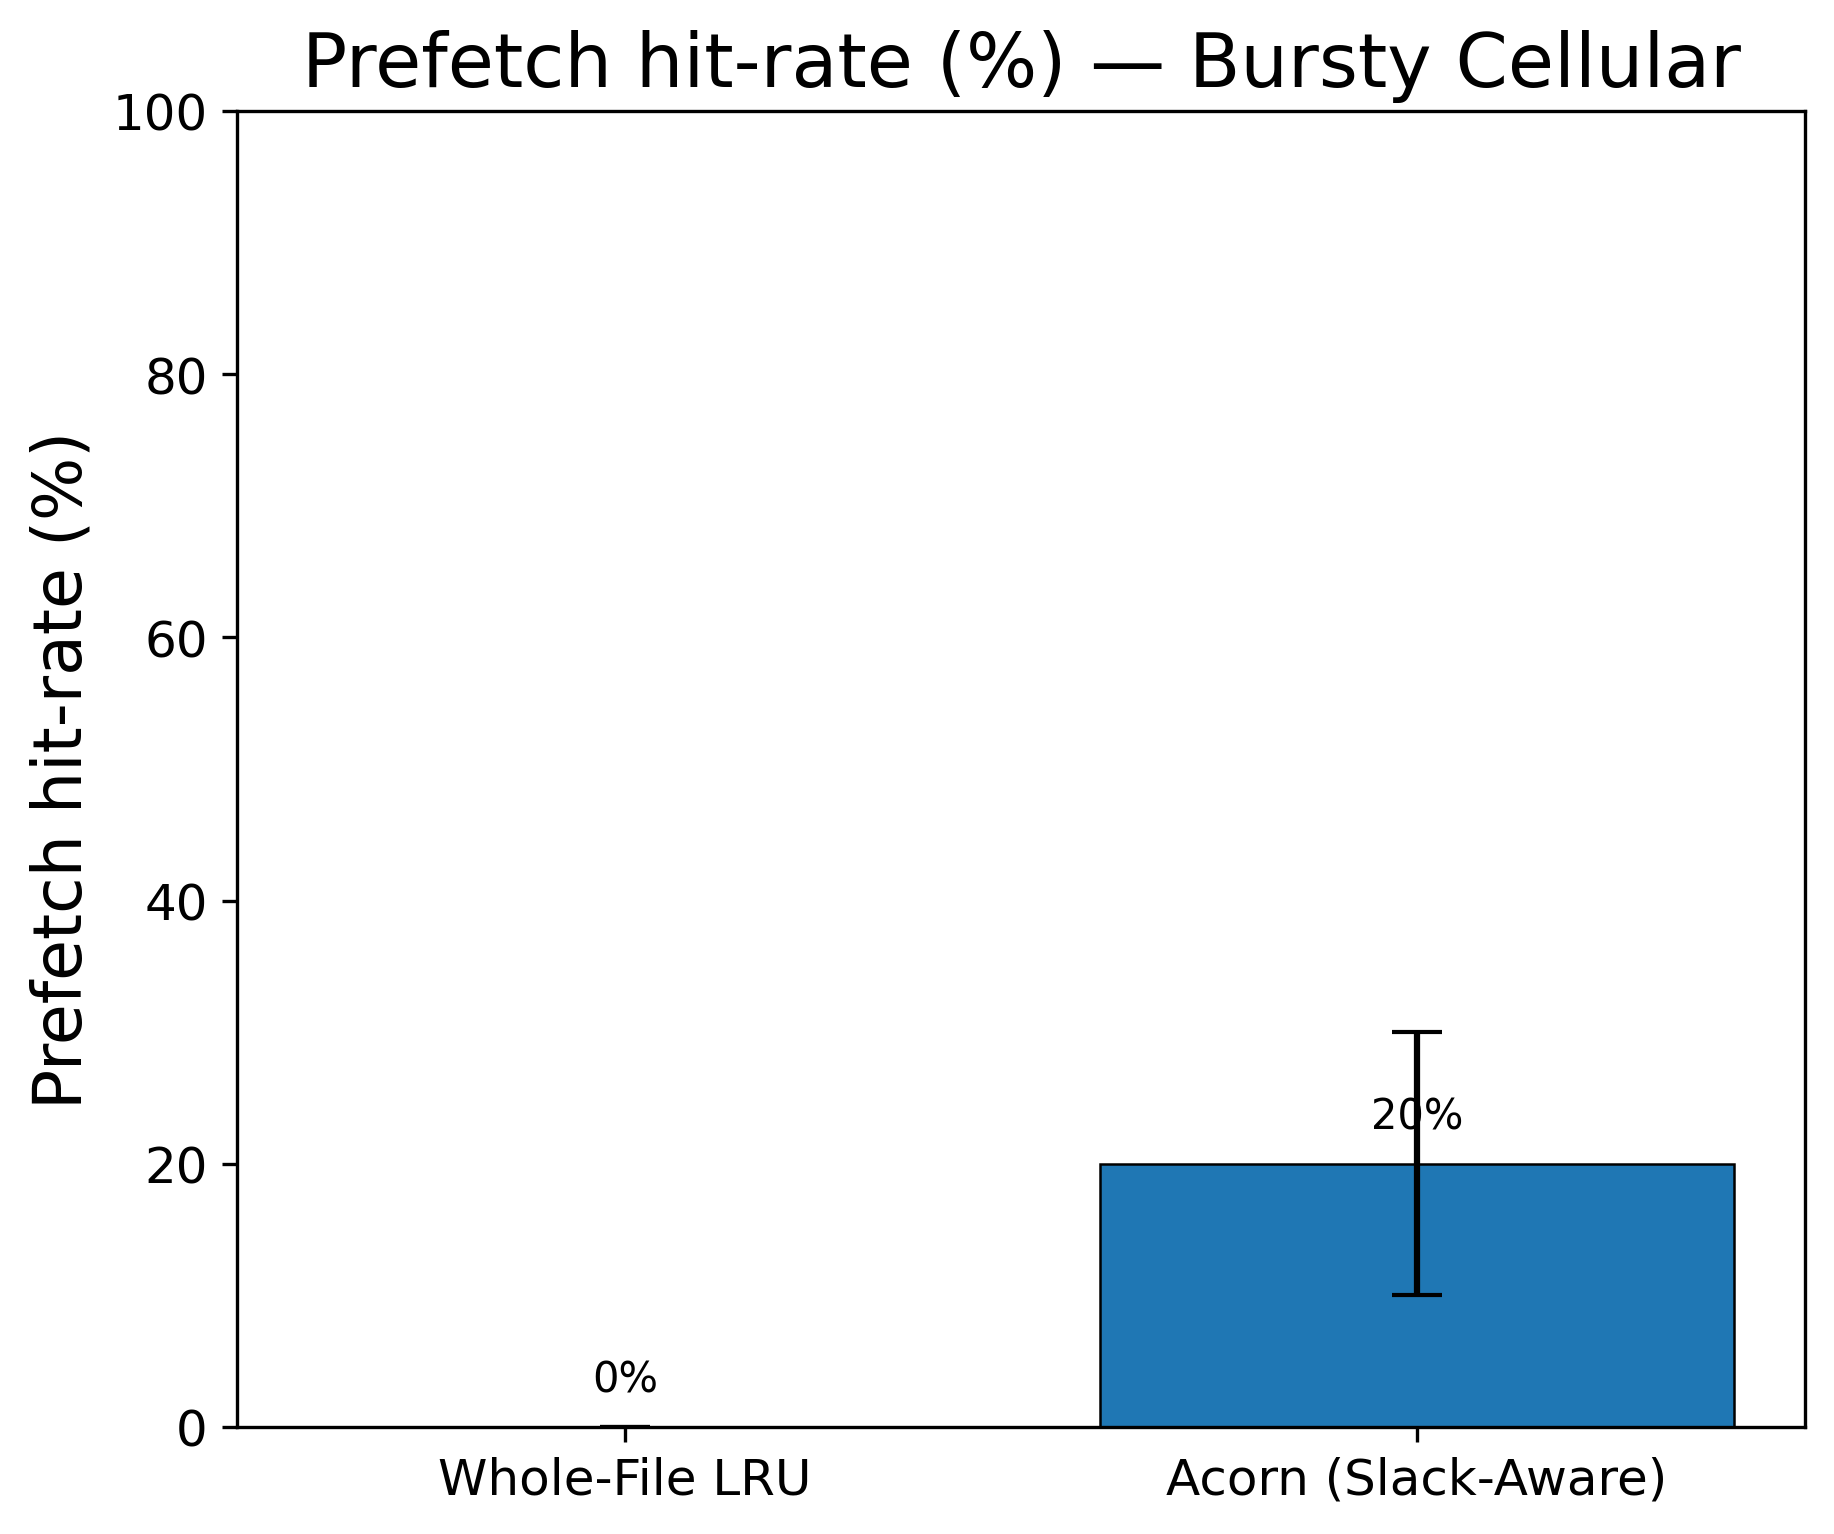 Prefetch hit-rate (%) — Bursty Cellular
Prefetch hit-rate (%)
100
80
60
40
20
0
0%
20%
Whole-File LRU
Acorn (Slack-Aware)